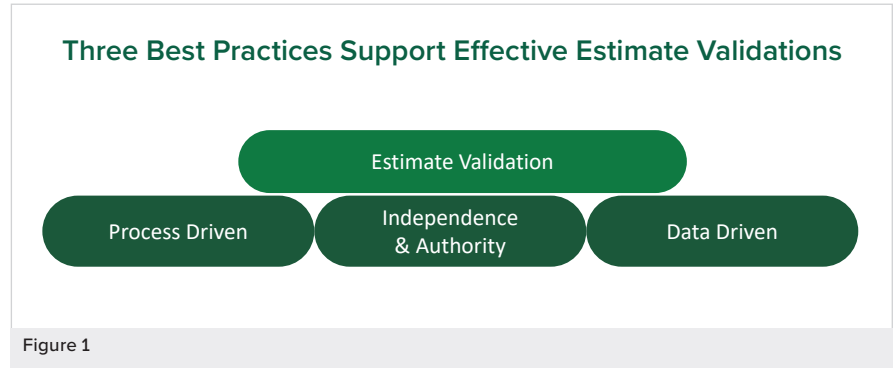 Three Best Practices Support Effective Estimate Validations
Estimate Validation
Process Driven
Independence
& Authority
Data Driven
Figure 1